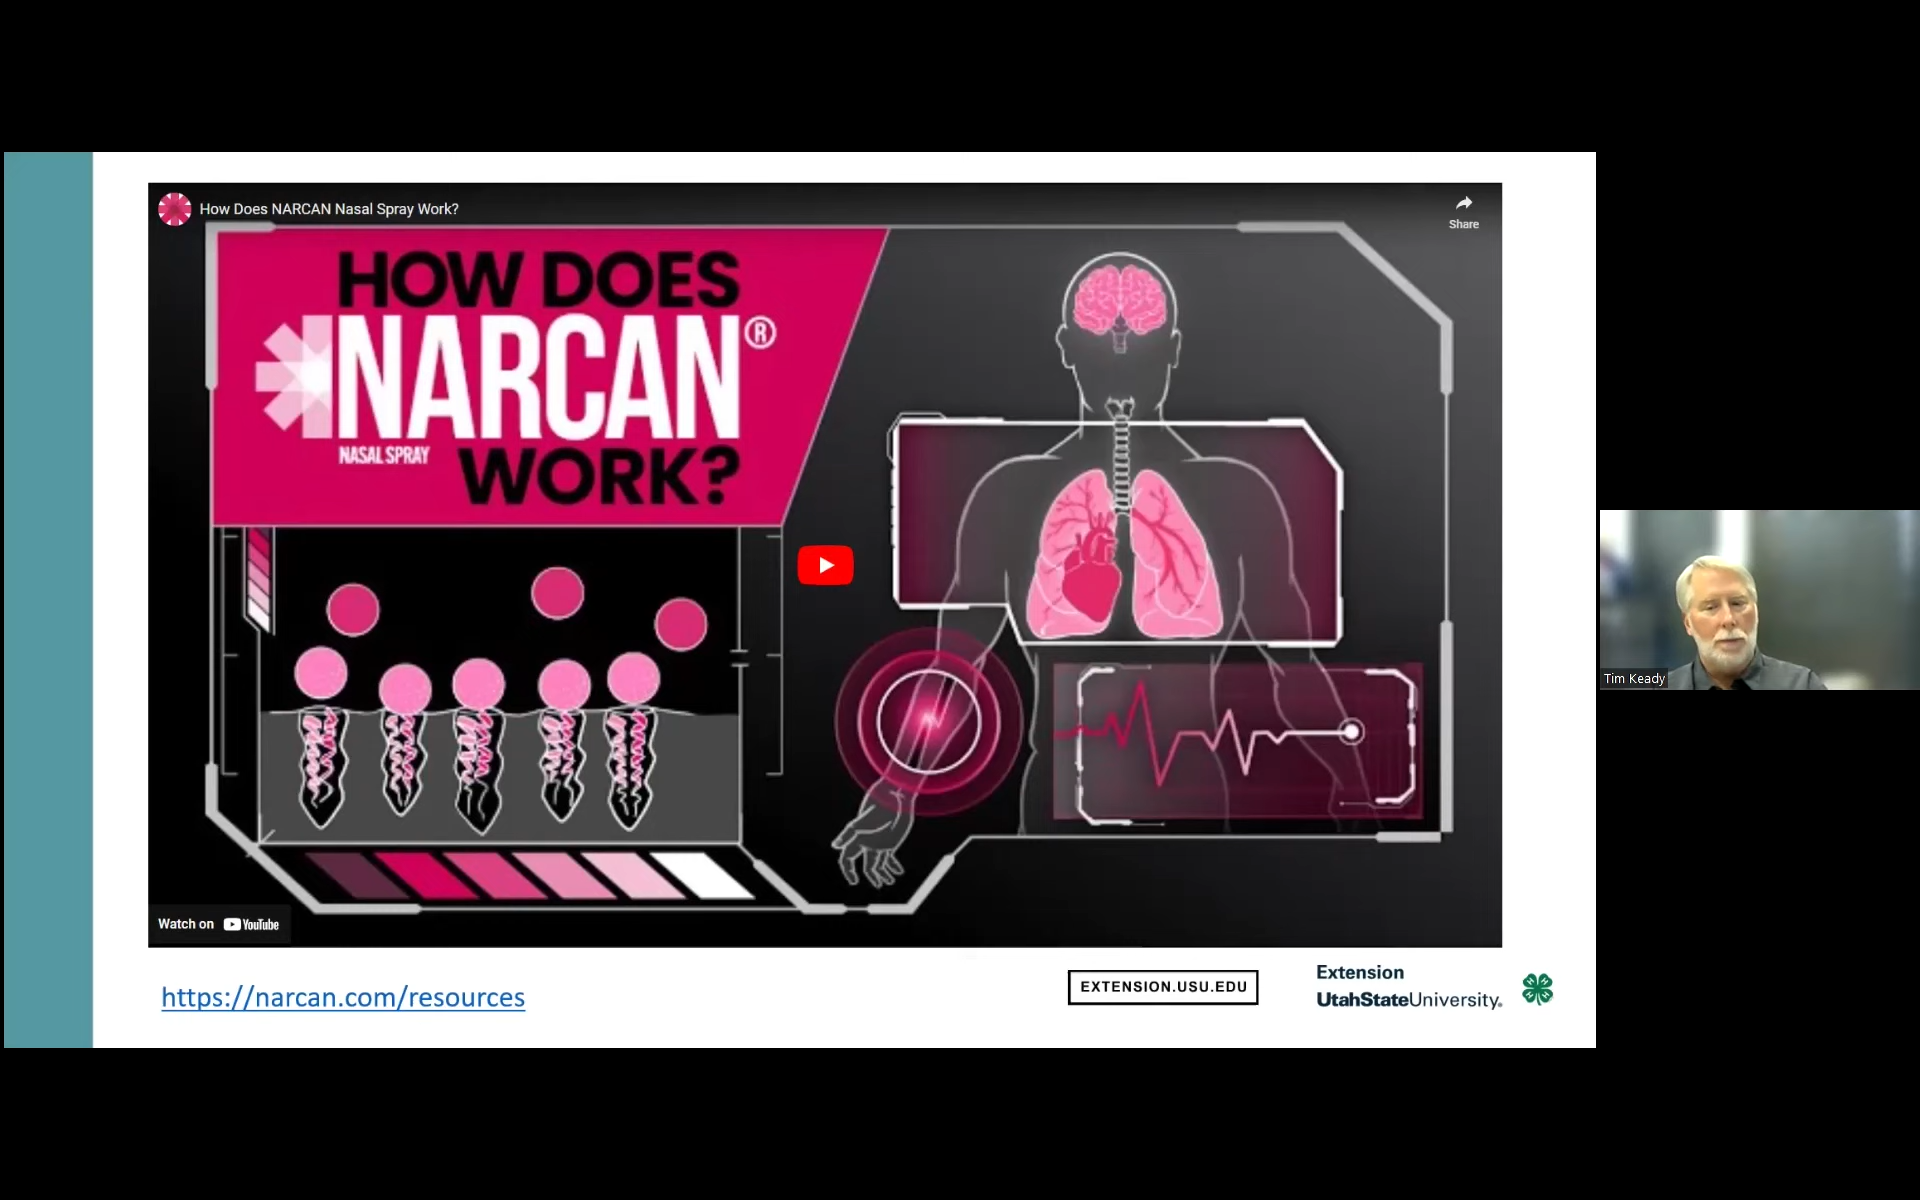 How Does NARCAN Nasal Spray Work?
Share
HOW DOES
NARCAN®
NASAL SPRAY
WORK?
Watch on YouTube
Tim Keady
https://narcan.com/resources
EXTENSION.USU.EDU
Extension
UtahStateUniversity®